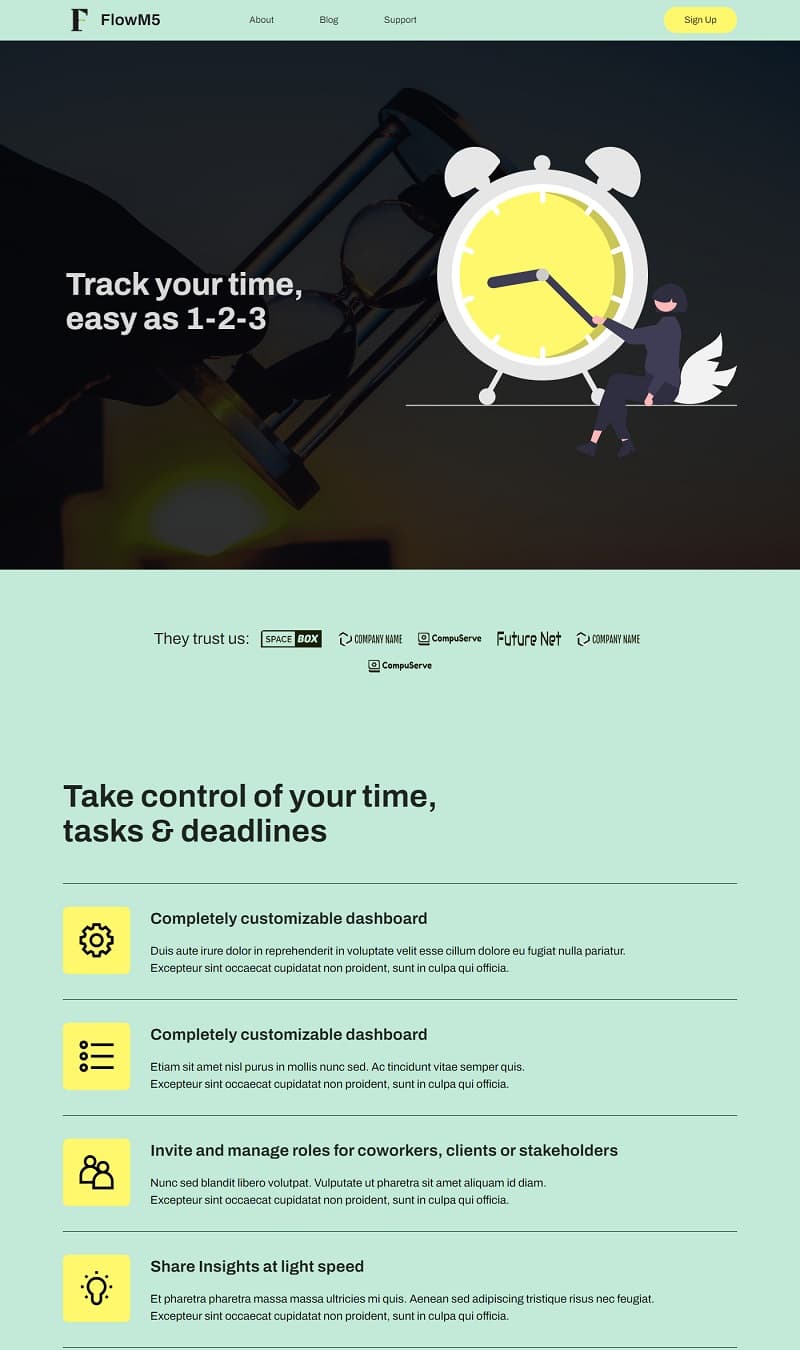 F FlowM5
About
Blog
Support
Sign Up
Track your time,
easy as 1-2-3
They trust us:
SPACE BOX
COMPANY NAME
CompuServe
Future Net
COMPANY NAME
CompuServe
Take control of your time,
tasks & deadlines
Completely customizable dashboard
Duis aute irure dolor in reprehenderit in voluptate velit esse cillum dolore eu fugiat nulla pariatur.
Excepteur sint occaecat cupidatat non proident, sunt in culpa qui officia.
Completely customizable dashboard
Etiam sit amet nisl purus in mollis nunc sed. Ac tincidunt vitae semper quis.
Excepteur sint occaecat cupidatat non proident, sunt in culpa qui officia.
Invite and manage roles for coworkers, clients or stakeholders
Nunc sed blandit libero volutpat. Vulputate ut pharetra sit amet aliquam id diam.
Excepteur sint occaecat cupidatat non proident, sunt in culpa qui officia.
Share Insights at light speed
Et pharetra pharetra massa massa ultricies mi quis. Aenean sed adipiscing tristique risus nec feugiat.
Excepteur sint occaecat cupidatat non proident, sunt in culpa qui officia.